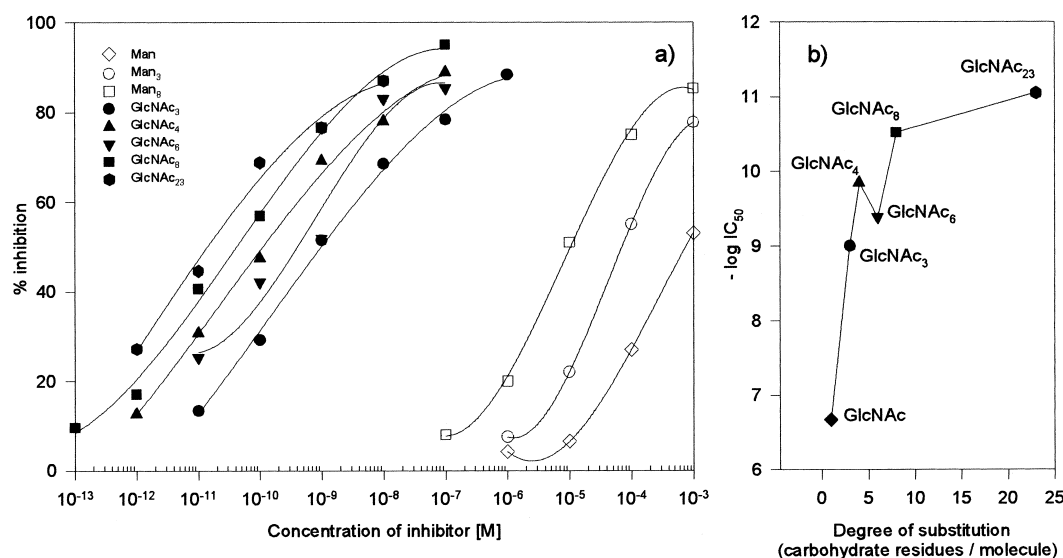 a)
Man
Man₃
Man₈
GlcNAc₃
GlcNAc₄
GlcNAc₆
GlcNAc₈
GlcNAc₂₃
% inhibition
100
80
60
40
20
0
10⁻¹³ 10⁻¹² 10⁻¹¹ 10⁻¹⁰ 10⁻⁹ 10⁻⁸ 10⁻⁷ 10⁻⁶ 10⁻⁵ 10⁻⁴ 10⁻³
Concentration of inhibitor [M]
b)
- log IC₅₀
-12
-11
10
9
8
7
6
GlcNAc₂₃
GlcNAc₈
GlcNAc₄
GlcNAc₆
GlcNAc₃
GlcNAc
0 5 10 15 20 25
Degree of substitution
(carbohydrate residues / molecule)